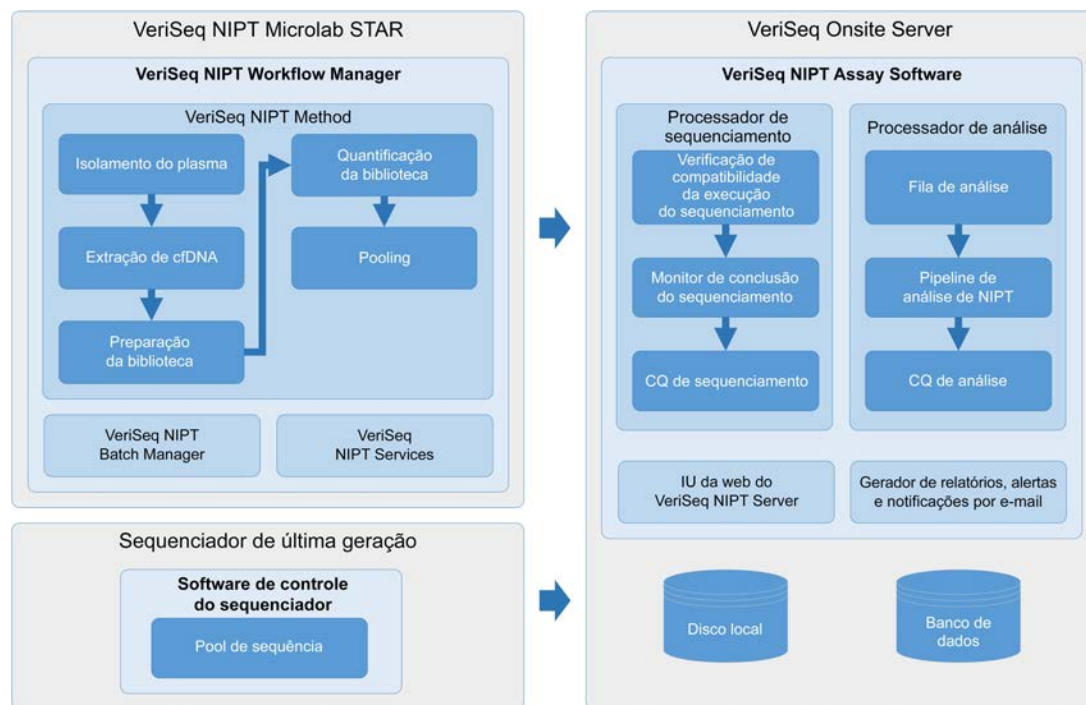 VeriSeq NIPT Microlab STAR
VeriSeq NIPT Workflow Manager
VeriSeq NIPT Method
Isolamento do plasma
Extração de cfDNA
Preparação
da biblioteca
Quantificação
da biblioteca
Pooling
VeriSeq NIPT
Batch Manager
VeriSeq
NIPT Services
Sequenciador de última geração
Software de controle
do sequenciador
Pool de sequência
VeriSeq Onsite Server
VeriSeq NIPT Assay Software
Processador de
sequenciamento
Verificação de
compatibilidade
da execução
do sequenciamento
Monitor de conclusão
do sequenciamento
CQ de sequenciamento
Processador de análise
Fila de análise
Pipeline de
análise de NIPT
CQ de análise
IU da web do
VeriSeq NIPT Server
Gerador de relatórios, alertas
e notificações por e-mail
Disco local
Banco de
dados